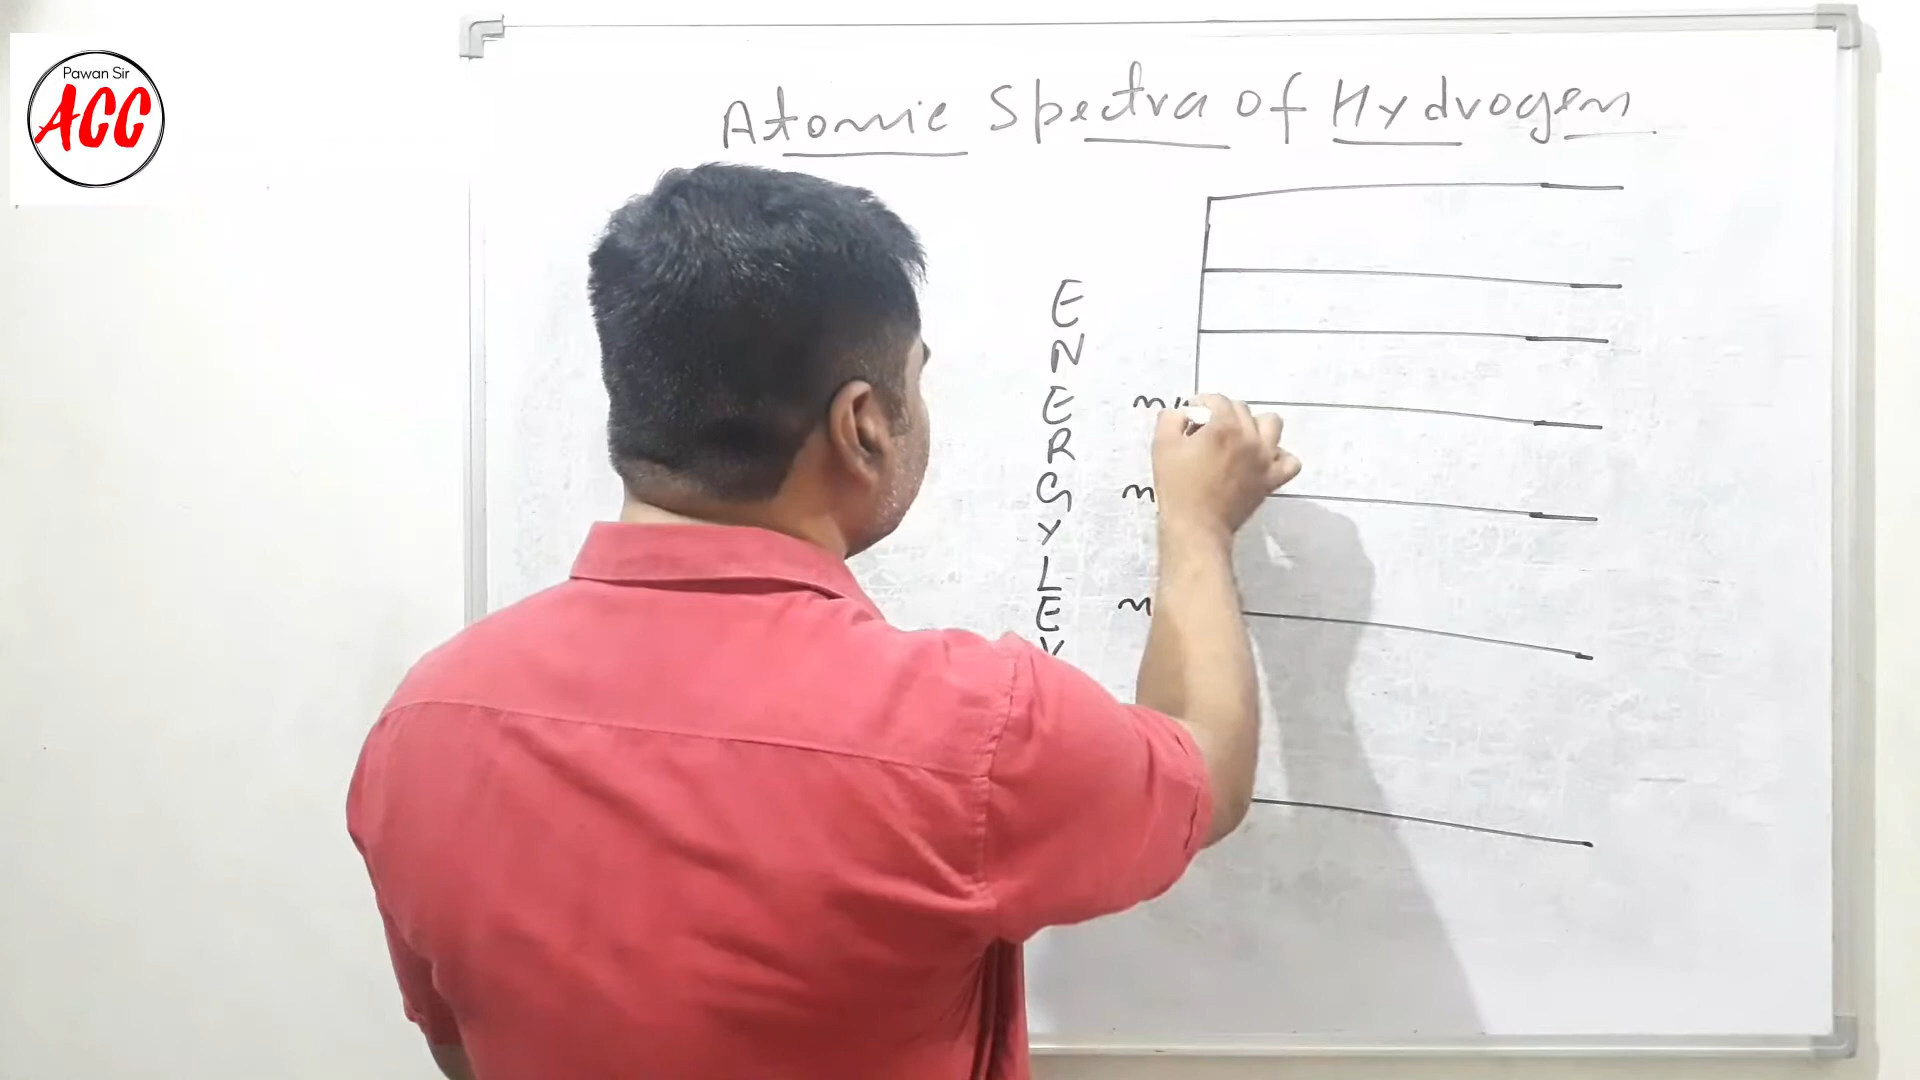 Pawan Sir
ACC
Atomic Spectra of Hydrogen
E
N
E
R
G
Y
L
E
V
n
n
n